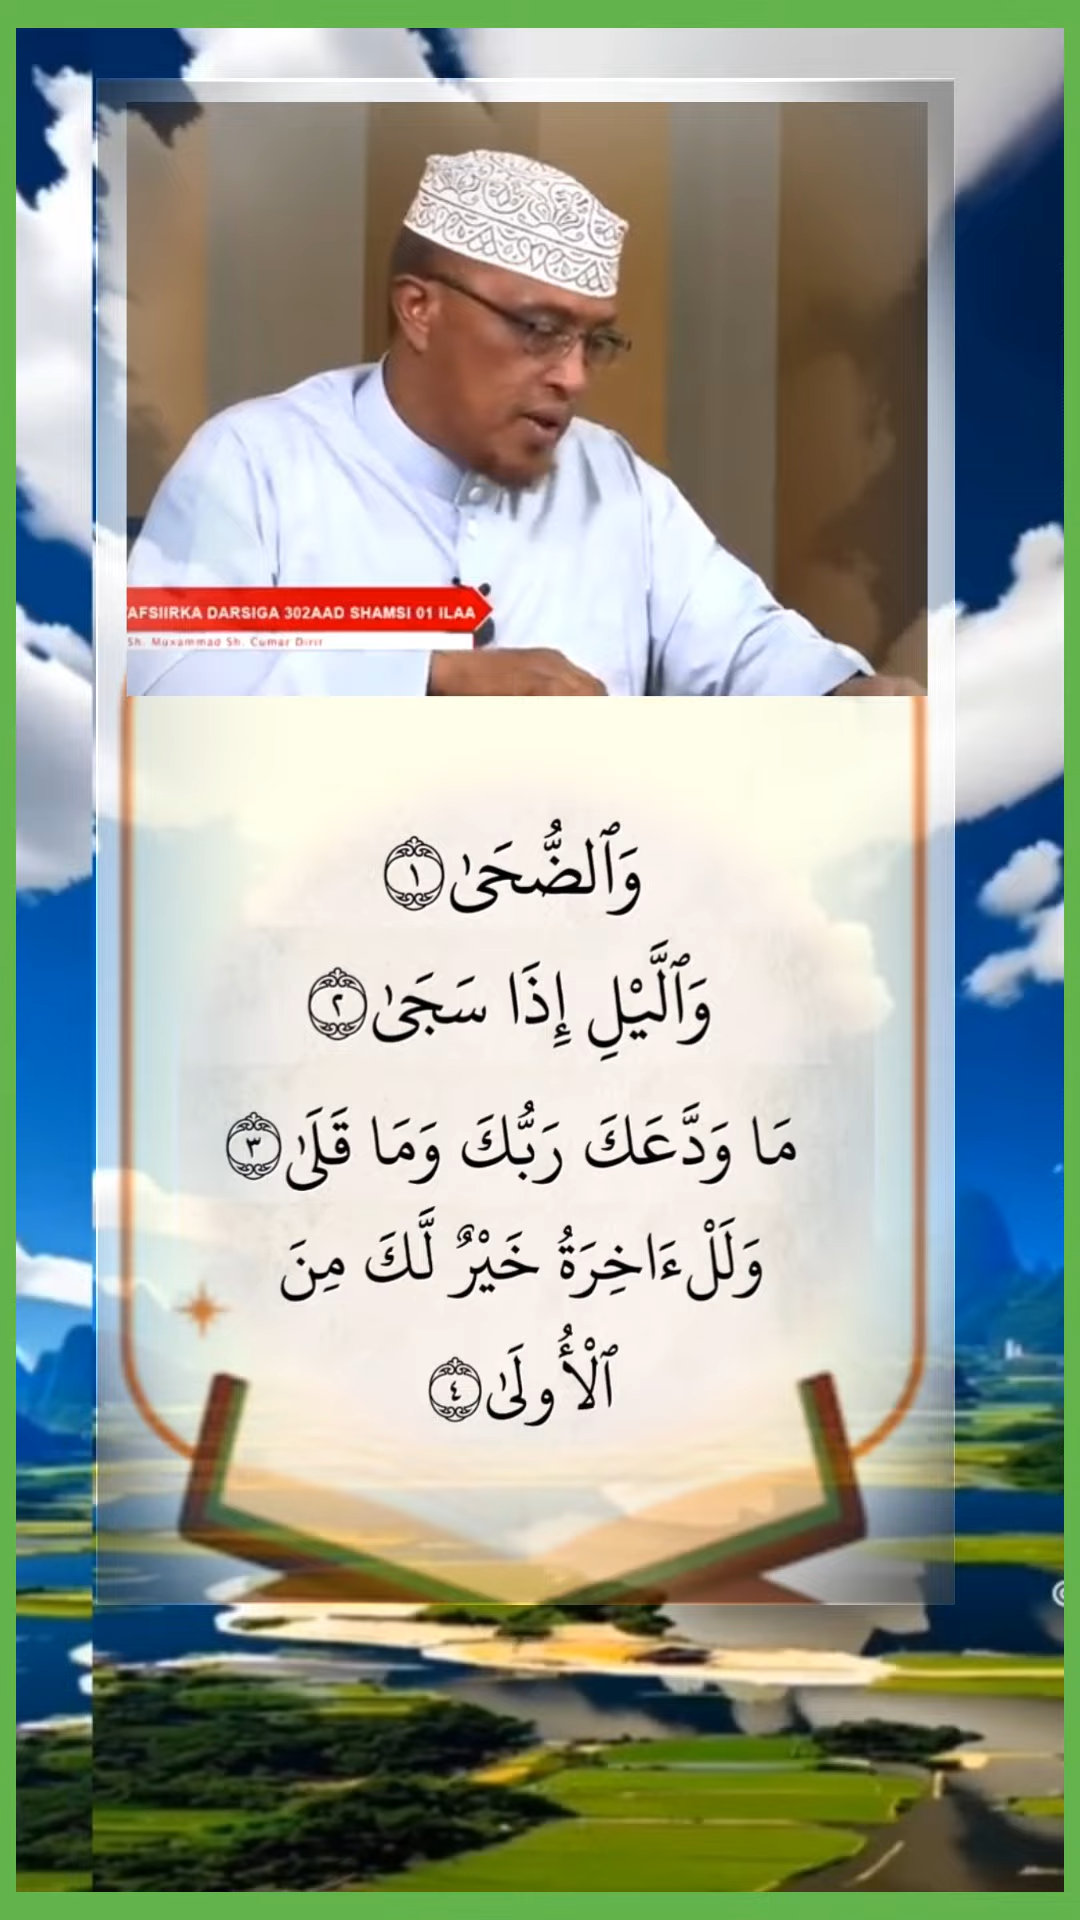 AFSIIRKA DARSIGA 302AAD SHAMSI 01 ILAA
Sh. Muxammad Sh. Cumar Dirir
وَٱلضُّحَىٰ ١
وَٱلَّيْلِ إِذَا سَجَىٰ ٢
مَا وَدَّعَكَ رَبُّكَ وَمَا قَلَىٰ ٣
وَلَلْءَاخِرَةُ خَيْرٌ لَّكَ مِنَ
ٱلْأُولَىٰ ٤